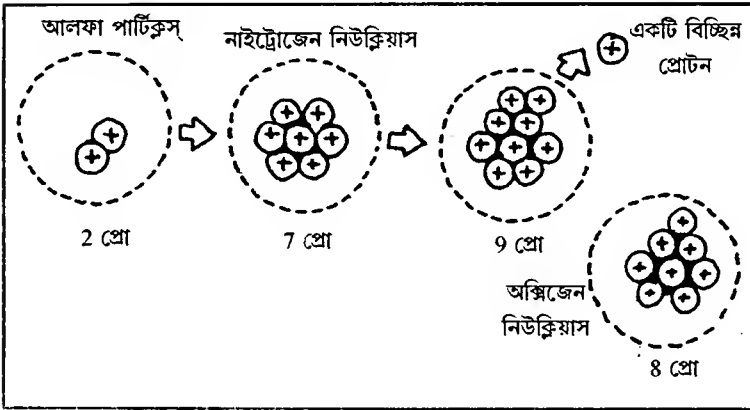 আলফা পার্টিক্লস্
নাইট্রোজেন নিউক্লিয়াস
একটি বিচ্ছিন্ন
প্রোটন
2 প্রো
7 প্রো
9 প্রো
অক্সিজেন
নিউক্লিয়াস
8 প্রো